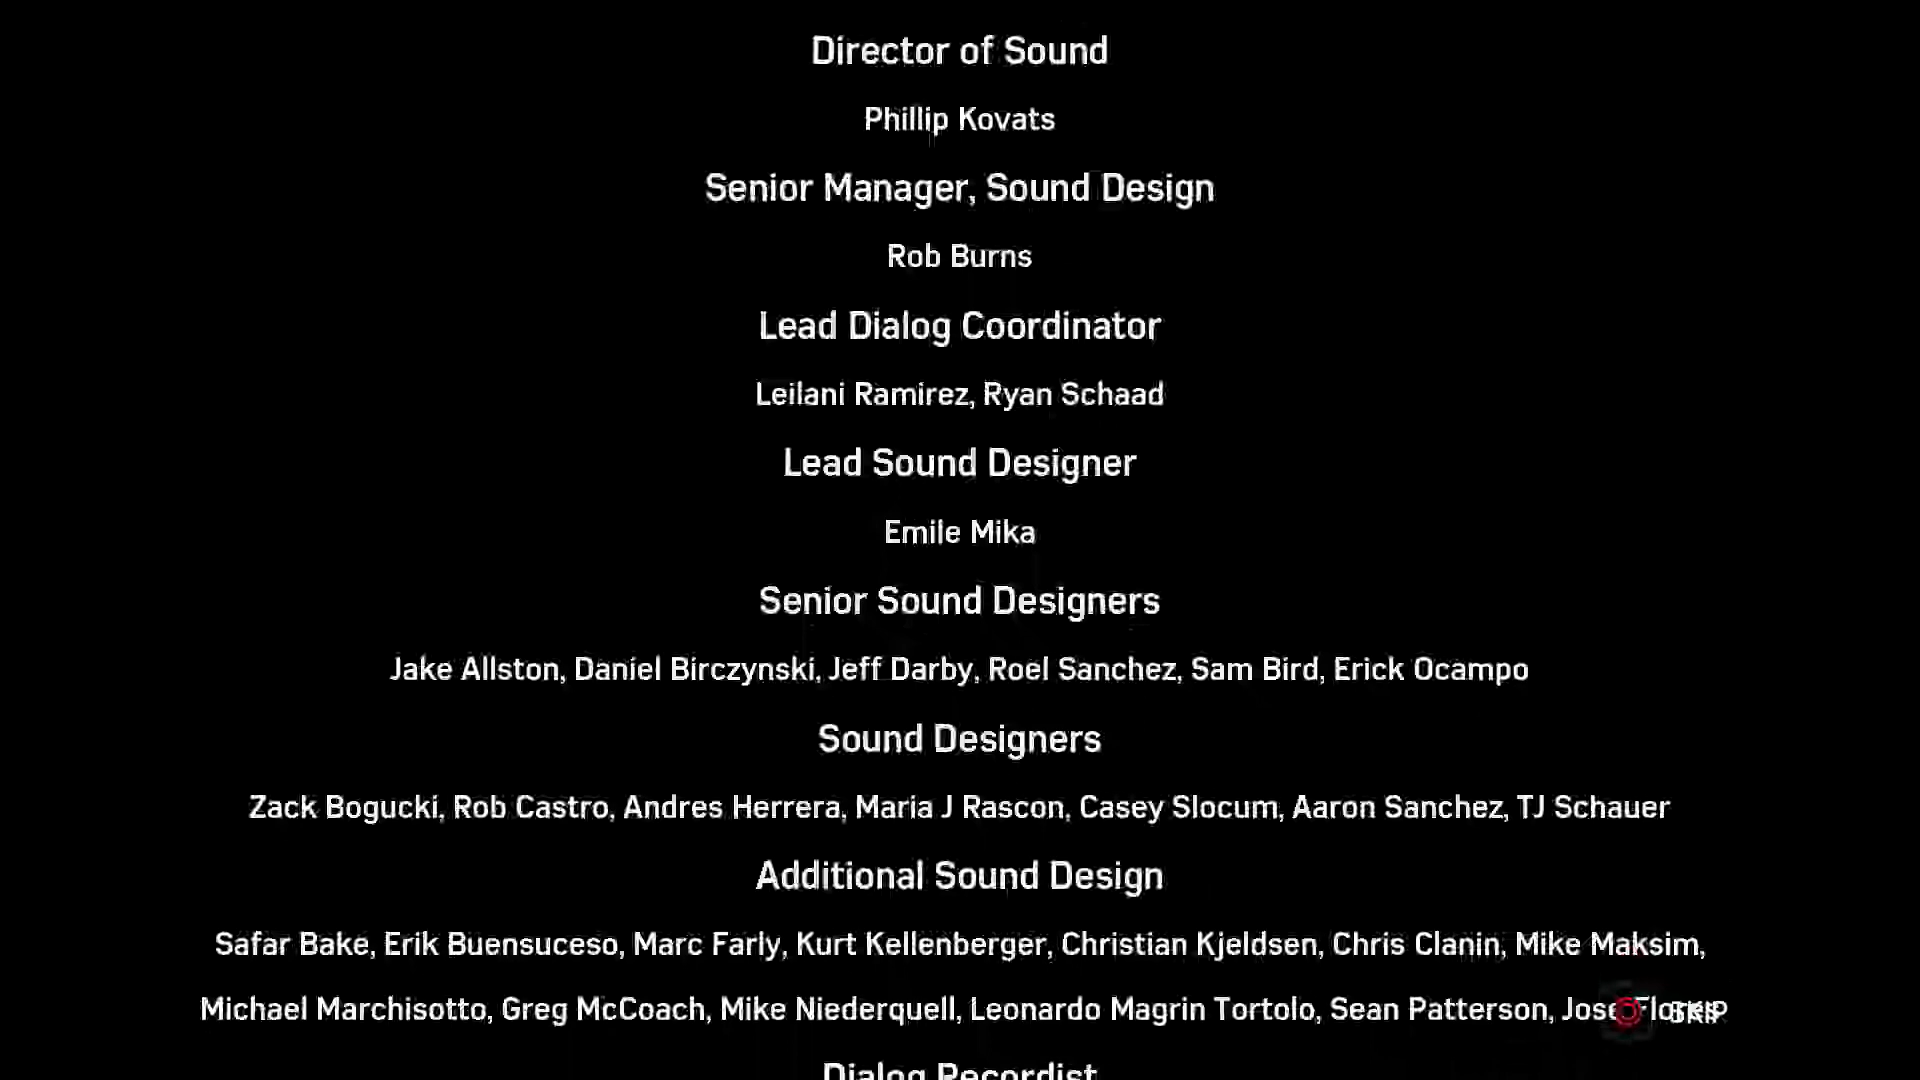 Director of Sound
Phillip Kovats
Senior Manager, Sound Design
Rob Burns
Lead Dialog Coordinator
Leilani Ramirez, Ryan Schaad
Lead Sound Designer
Emile Mika
Senior Sound Designers
Jake Allston, Daniel Birczynski, Jeff Darby, Roel Sanchez, Sam Bird, Erick Ocampo
Sound Designers
Zack Bogucki, Rob Castro, Andres Herrera, Maria J Rascon, Casey Slocum, Aaron Sanchez, TJ Schauer
Additional Sound Design
Safar Bake, Erik Buensuceso, Marc Farly, Kurt Kellenberger, Christian Kjeldsen, Chris Clanin, Mike Maksim,
Michael Marchisotto, Greg McCoach, Mike Niederquell, Leonardo Magrin Tortolo, Sean Patterson, Jose Flores
SKIP
Dialog Recordist